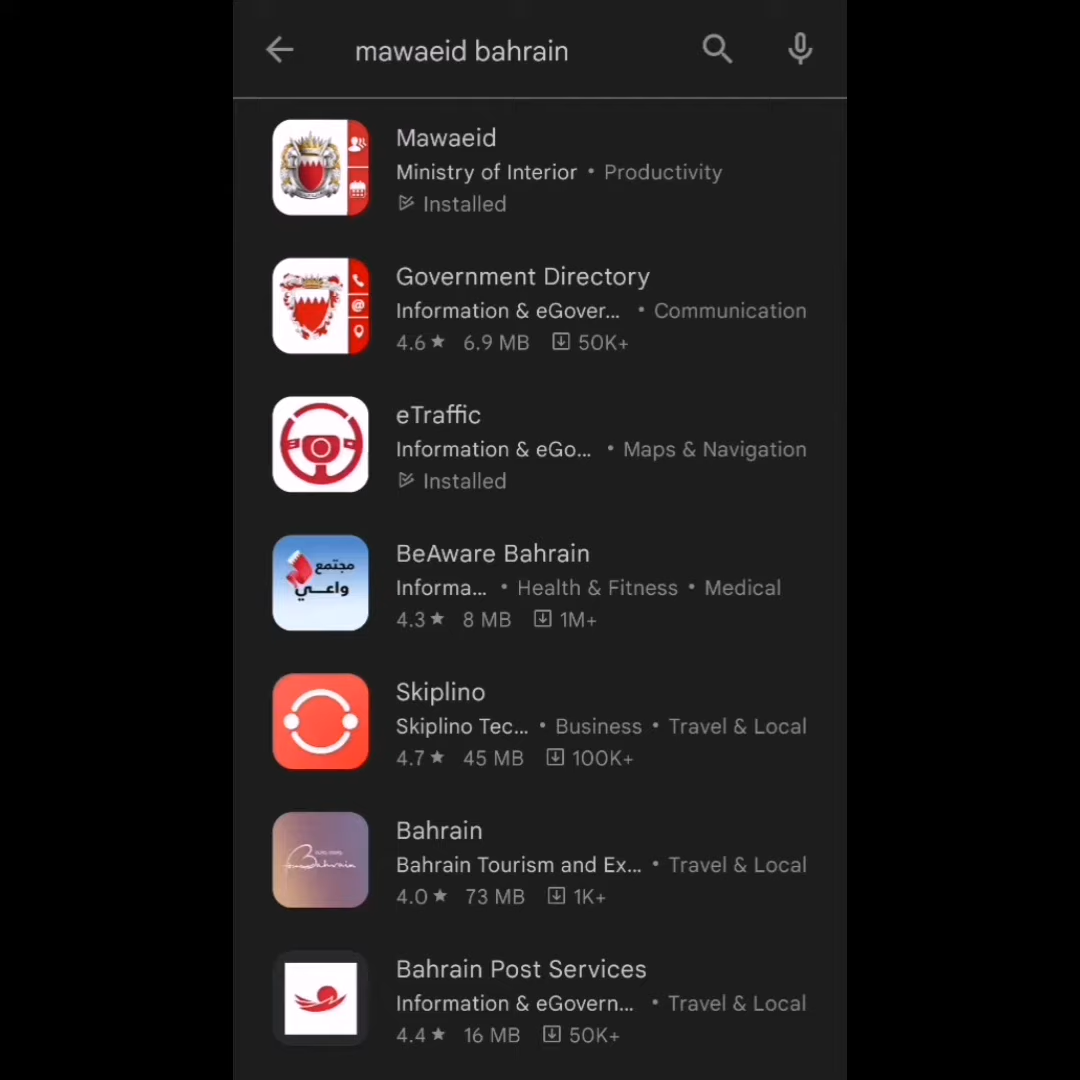 mawaeid bahrain
Mawaeid
Ministry of Interior • Productivity
Installed
Government Directory
Information & eGover... • Communication
4.6★ 6.9 MB 50K+
@
eTraffic
Information & eGo... • Maps & Navigation
Installed
BeAware Bahrain
مجتمع
واعـــي
Informa... • Health & Fitness • Medical
4.3★ 8 MB 1M+
Skiplino
Skiplino Tec... • Business • Travel & Local
4.7★ 45 MB 100K+
Bahrain
Bahrain
Bahrain Tourism and Ex... • Travel & Local
4.0★ 73 MB 1K+
Bahrain Post Services
Information & eGovern... • Travel & Local
4.4★ 16 MB 50K+